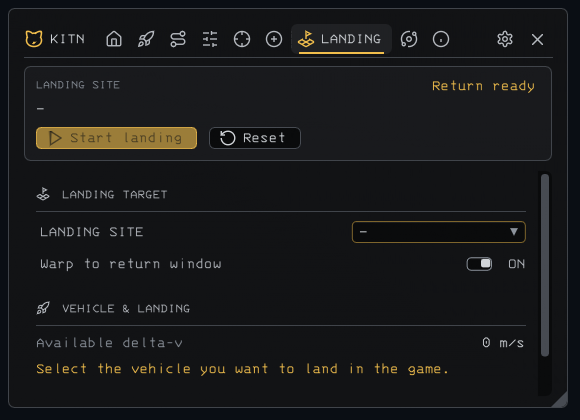 KITN
LANDING
LANDING SITE
Return ready
–
Start landing
Reset
LANDING TARGET
LANDING SITE
–
Warp to return window
ON
VEHICLE & LANDING
Available delta-v
0 m/s
Select the vehicle you want to land in the game.